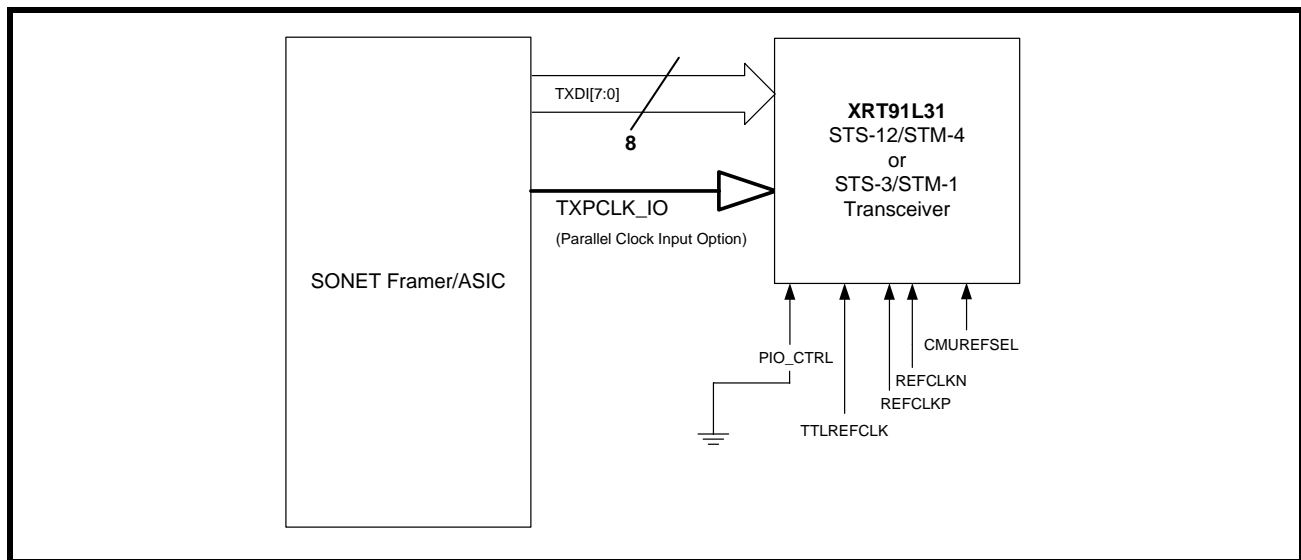 SONET Framer/ASIC
TXDI[7:0]
8
TXPCLK_IO
(Parallel Clock Input Option)
XRT91L31
STS-12/STM-4
or
STS-3/STM-1
Transceiver
PIO_CTRL
TTLREFCLK
REFCLKP
REFCLKN
CMUREFSEL